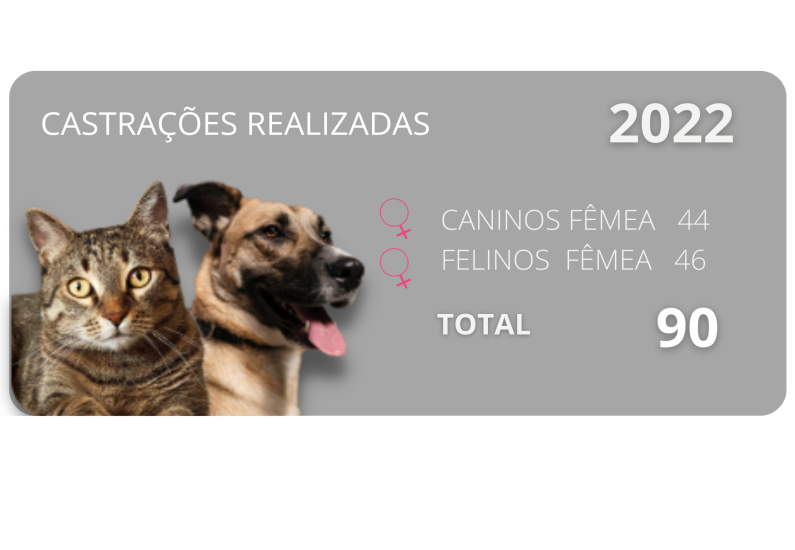 CASTRAÇÕES REALIZADAS 2022
CANINOS FÊMEA 44
FELINOS FÊMEA 46
TOTAL 90